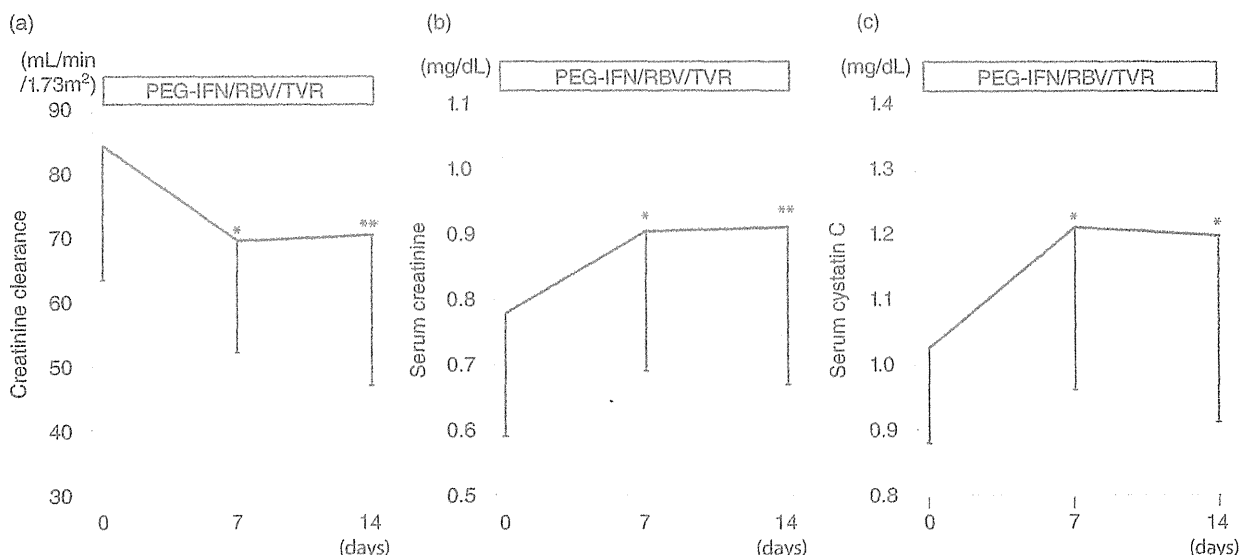 (a)
(mL/min
/1.73m²)
PEG-IFN/RBV/TVR
90
80
70
60
50
40
30
Creatinine clearance
*
**
0
7
14
(days)
(b)
(mg/dL)
PEG-IFN/RBV/TVR
1.1
1.0
0.9
0.8
0.7
0.6
0.5
Serum creatinine
*
**
0
7
14
(days)
(c)
(mg/dL)
PEG-IFN/RBV/TVR
1.4
1.3
1.2
1.1
1.0
0.9
0.8
Serum cystatin C
*
*
0
7
14
(days)